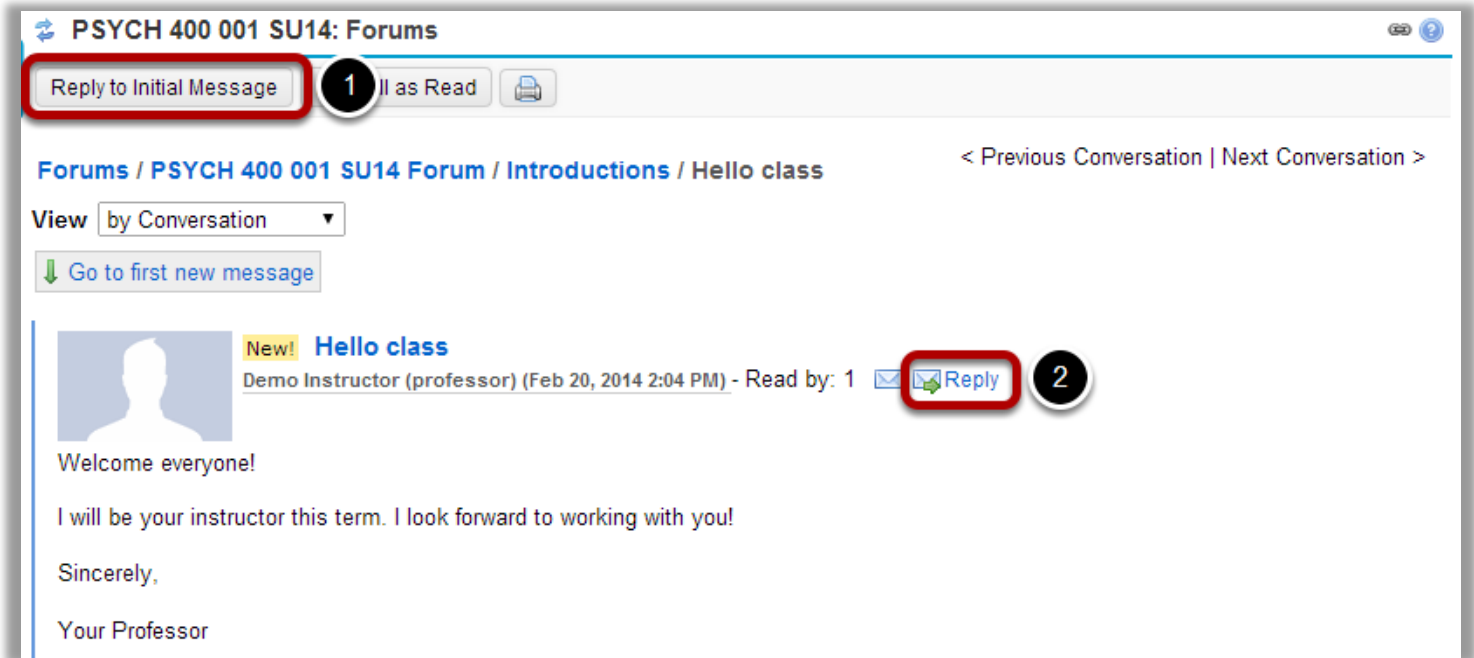 PSYCH 400 001 SU14: Forums
Reply to Initial Message 1 ll as Read
Forums / PSYCH 400 001 SU14 Forum / Introductions / Hello class
< Previous Conversation | Next Conversation >
View by Conversation
Go to first new message
New! Hello class
Demo Instructor (professor) (Feb 20, 2014 2:04 PM) - Read by: 1 Reply 2
Welcome everyone!
I will be your instructor this term. I look forward to working with you!
Sincerely,
Your Professor